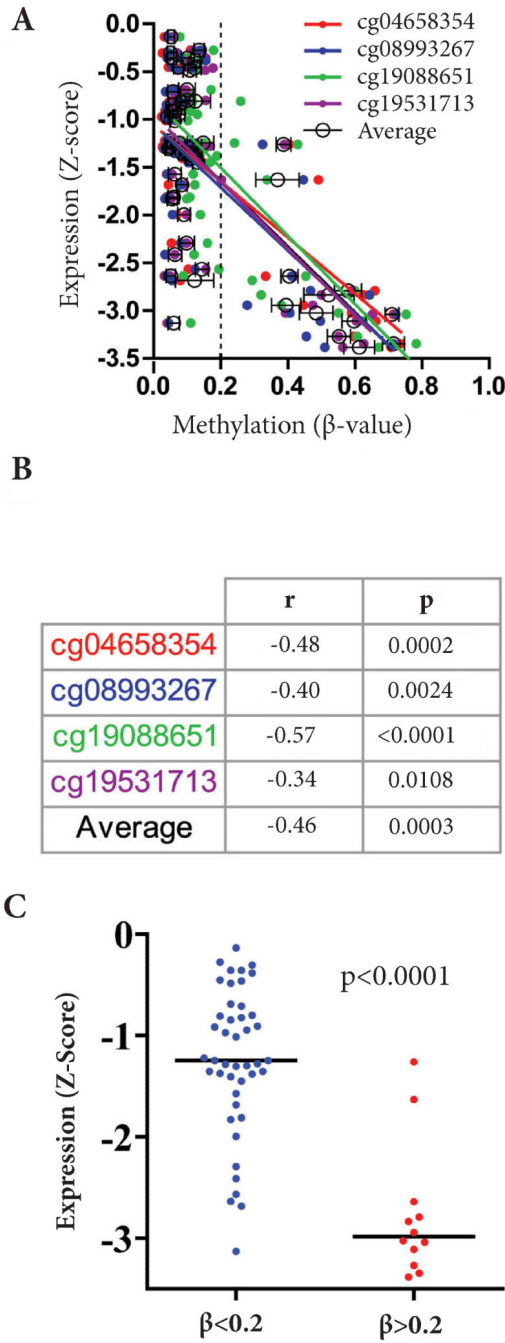 A
cg04658354
cg08993267
cg19088651
cg19531713
Average
Expression (Z-score)
0.0
-0.5
-1.0
-1.5
-2.0
-2.5
-3.0
-3.5
0.0 0.2 0.4 0.6 0.8 1.0
Methylation (β-value)
B
r p
cg04658354 -0.48 0.0002
cg08993267 -0.40 0.0024
cg19088651 -0.57 <0.0001
cg19531713 -0.34 0.0108
Average -0.46 0.0003
C
Expression (Z-Score)
0
-1
-2
-3
p<0.0001
β<0.2 β>0.2